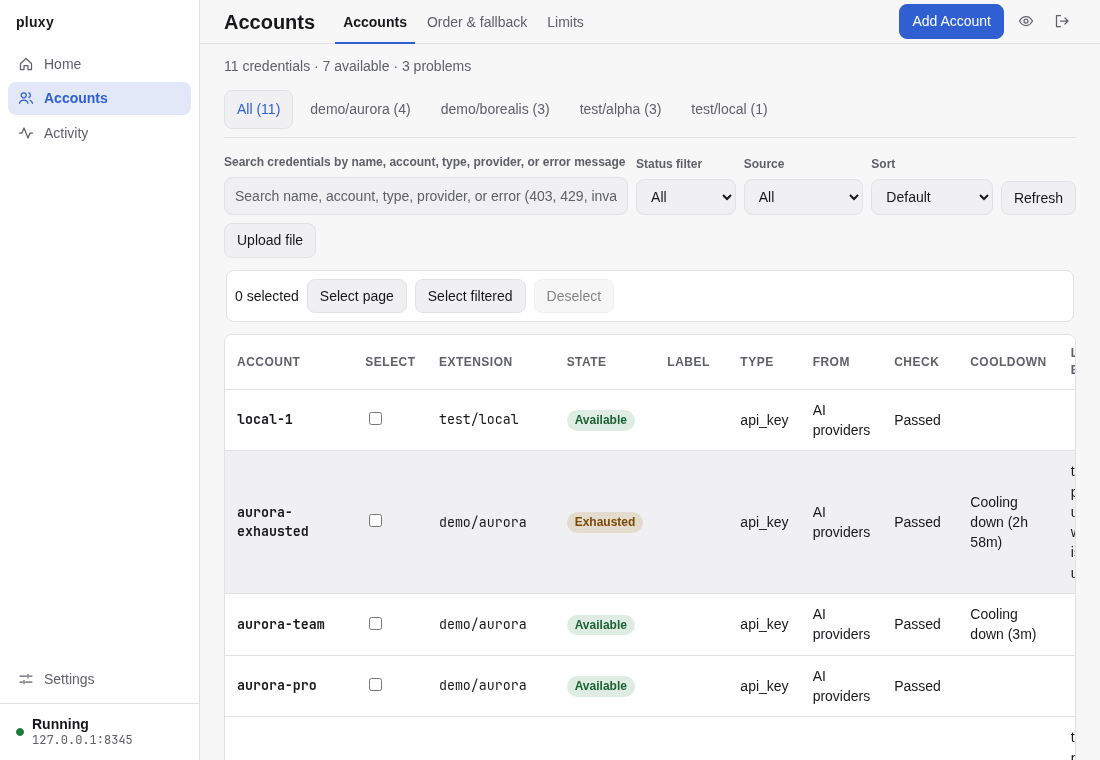 pluxy
Home
Accounts
Activity
Settings
Running
127.0.0.1:8345
Accounts
Accounts
Order & fallback
Limits
Add Account
11 credentials · 7 available · 3 problems
All (11)
demo/aurora (4)
demo/borealis (3)
test/alpha (3)
test/local (1)
Search credentials by name, account, type, provider, or error message
Status filter
Source
Sort
Search name, account, type, provider, or error (403, 429, inva
All
All
Default
Refresh
Upload file
0 selected
Select page
Select filtered
Deselect
ACCOUNT
SELECT
EXTENSION
STATE
LABEL
TYPE
FROM
CHECK
COOLDOWN
local-1
test/local
Available
api_key
AI
providers
Passed
aurora-
exhausted
demo/aurora
Exhausted
api_key
AI
providers
Passed
Cooling
down (2h
58m)
aurora-team
demo/aurora
Available
api_key
AI
providers
Passed
Cooling
down (3m)
aurora-pro
demo/aurora
Available
api_key
AI
providers
Passed